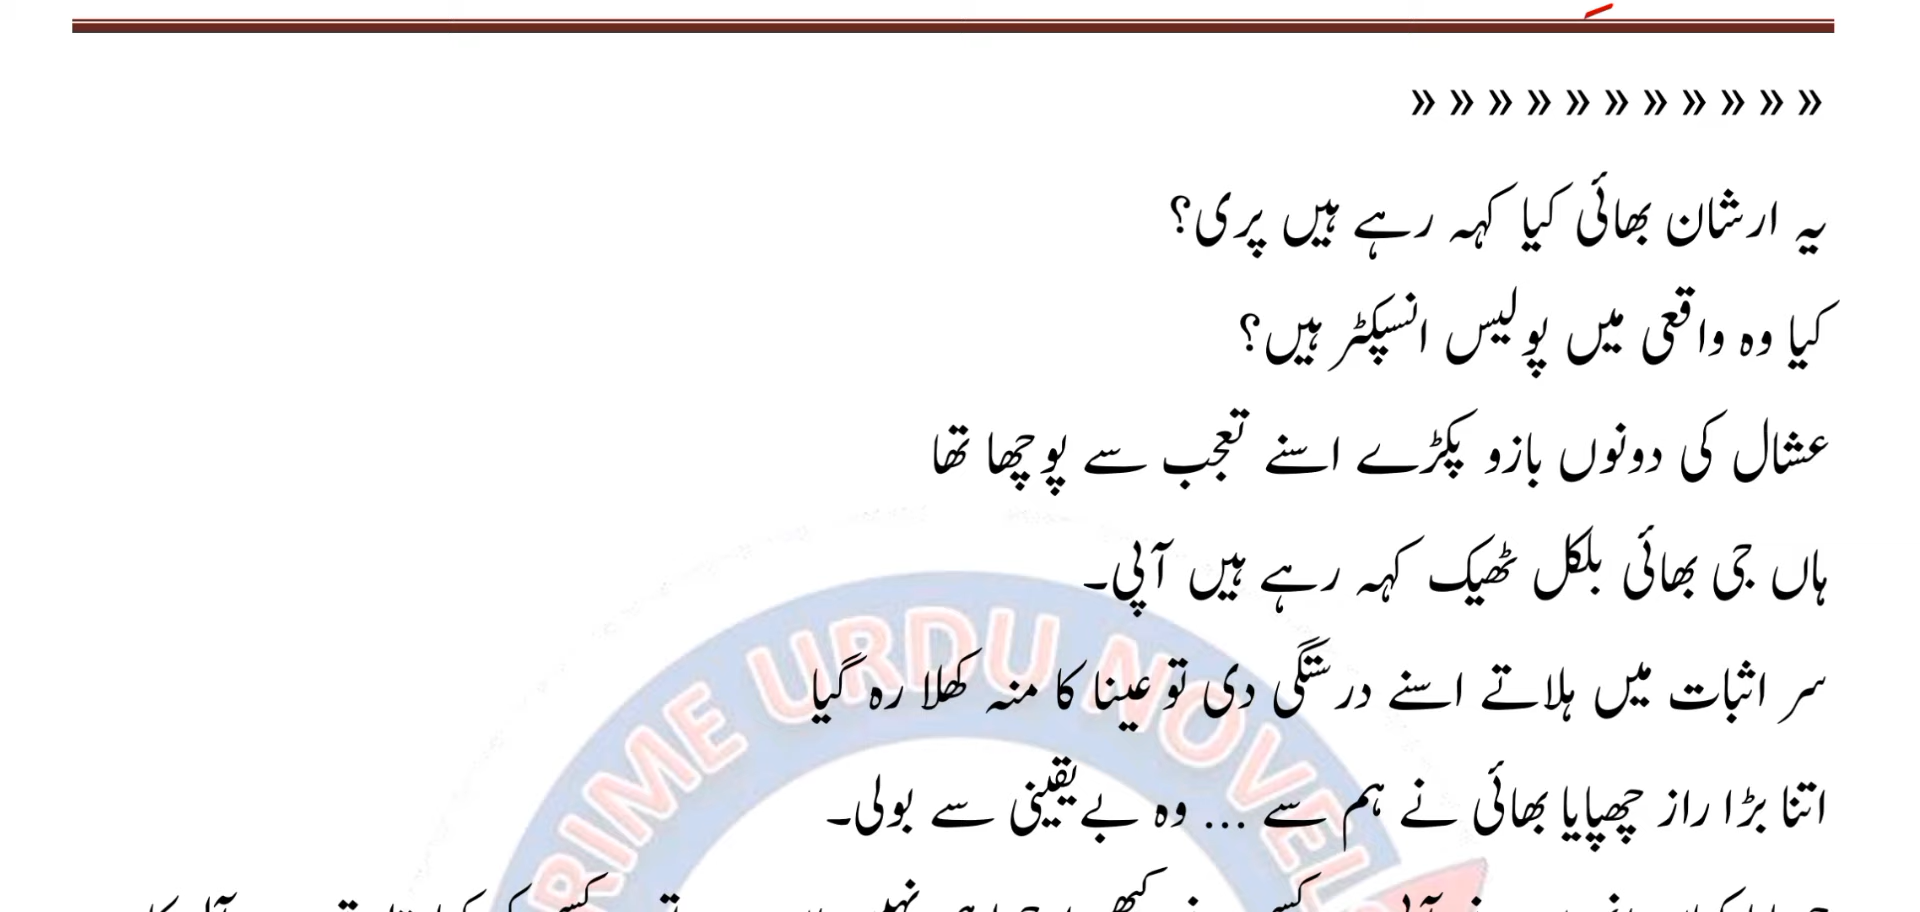 » » » » » » » » » » »
یہ ارشان بھائی کیا کہہ رہے ہیں پری؟
کیا وہ واقعی میں پولیس انسپکٹر ہیں؟
عشال کی دونوں بازو پکڑے اسنے تعجب سے پوچھا تھا
ہاں جی بھائی بلکل ٹھیک کہہ رہے ہیں آپی۔
سر اثبات میں ہلاتے اسنے درستگی دی تو عینا کا منہ کھلا رہ گیا
اتنا بڑا راز چھپایا بھائی نے ہم سے ... وہ بے یقینی سے بولی۔
PRIME URDU NOVELS